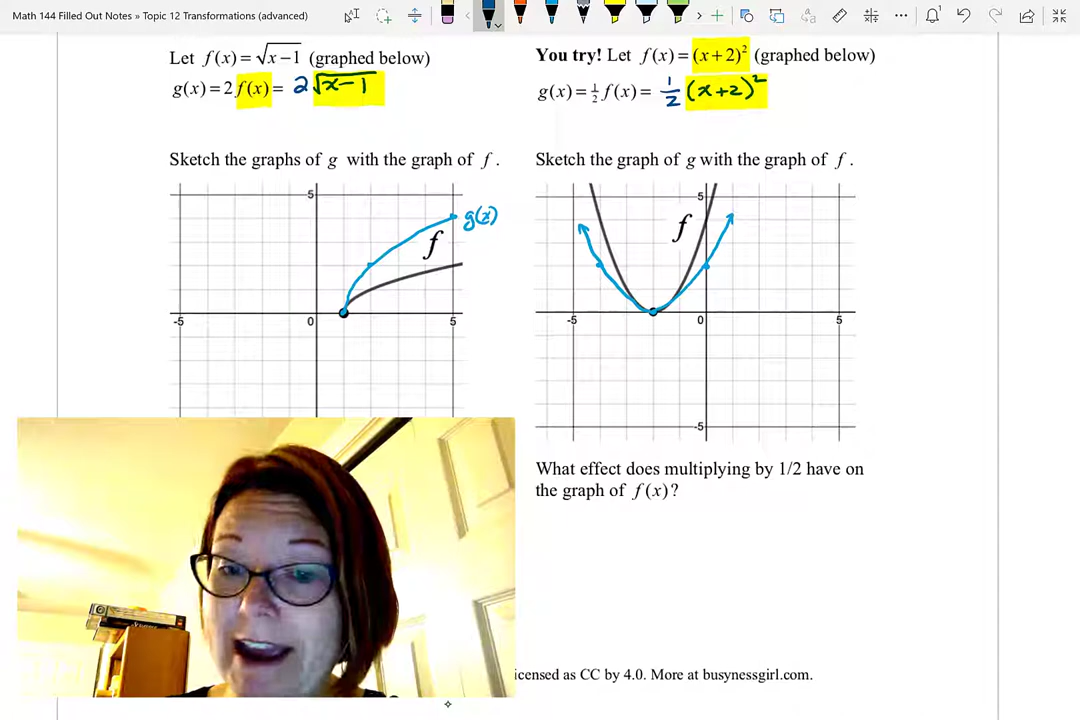 Math 144 Filled Out Notes » Topic 12 Transformations (advanced)
Let f(x) = √x−1 (graphed below)
g(x) = 2 f(x) = 2√x−1
Sketch the graphs of g with the graph of f.
5
g(x)
f
-5
0
5
You try! Let f(x) = (x+2)² (graphed below)
g(x) = ½ f(x) = ½ (x+2)²
Sketch the graph of g with the graph of f.
5
f
-5
0
5
-5
What effect does multiplying by 1/2 have on
the graph of f(x)?
icensed as CC by 4.0. More at busynessgirl.com.